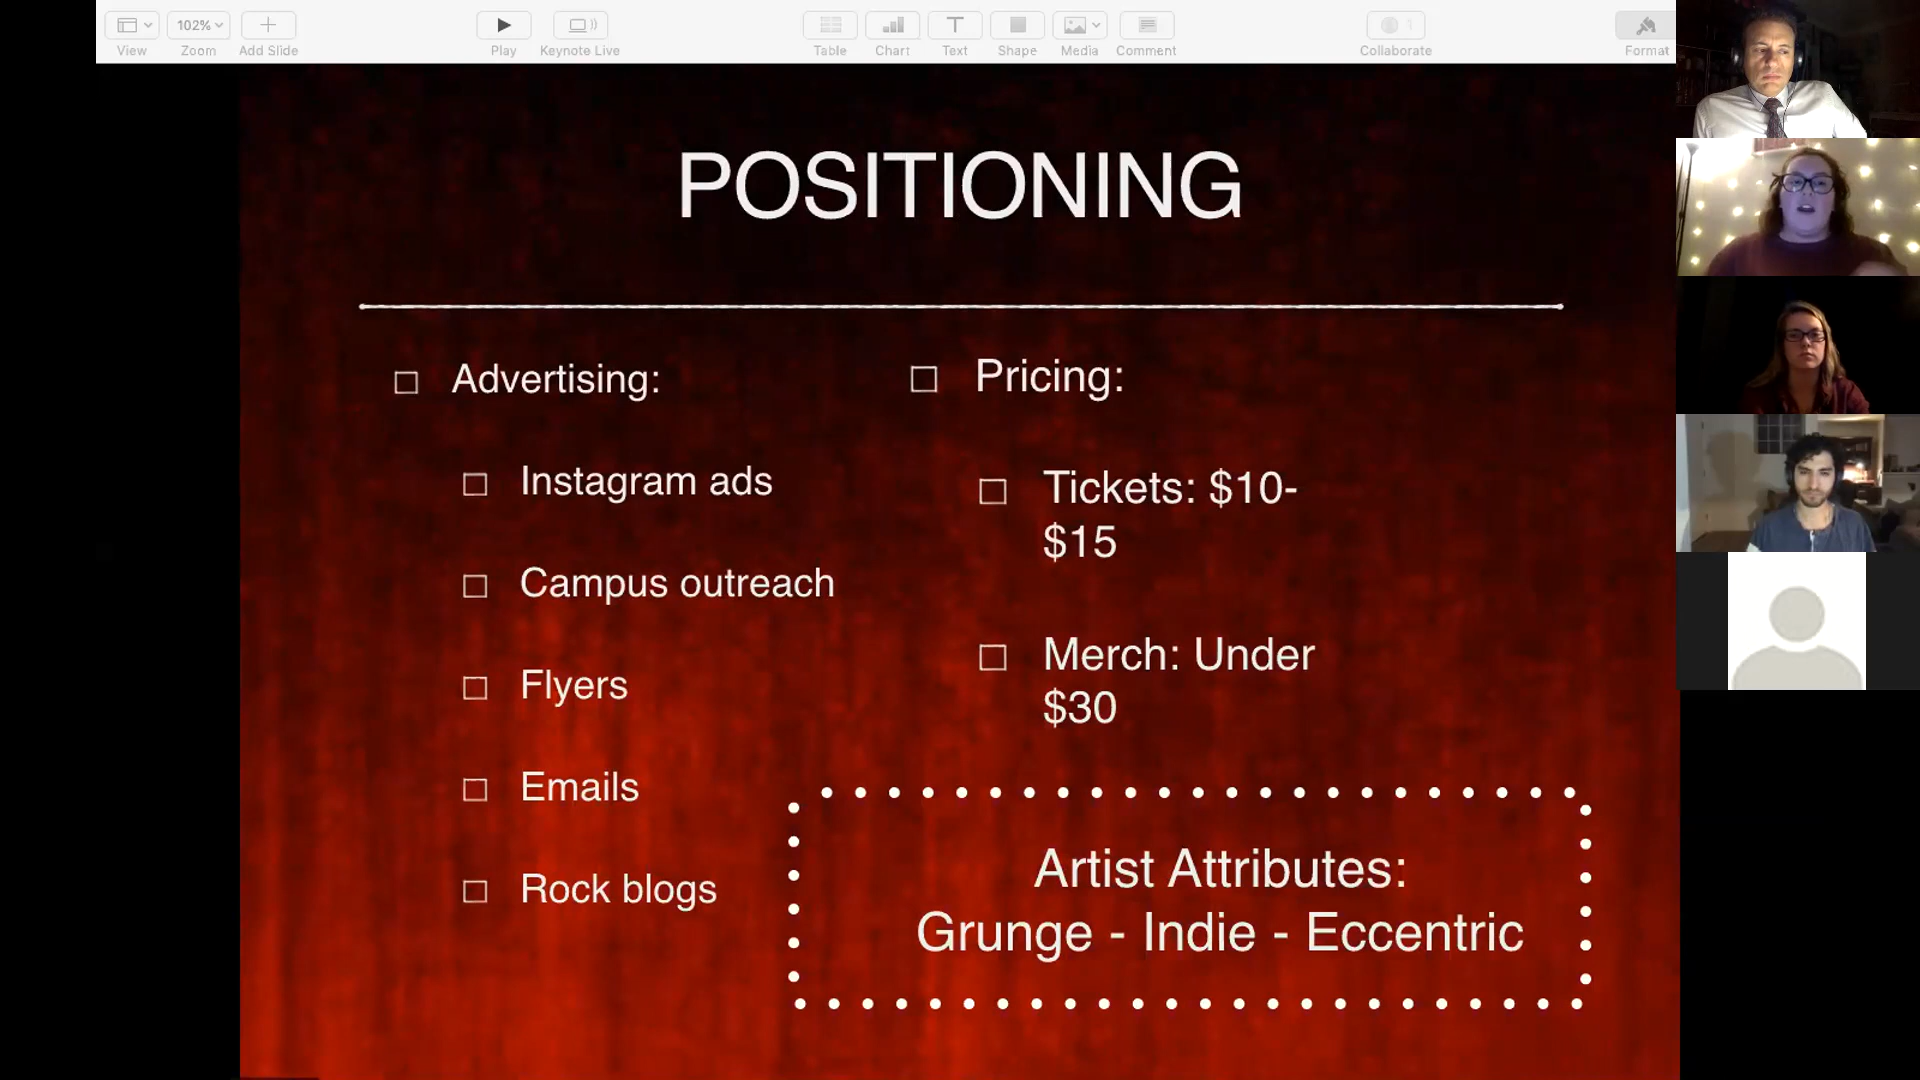 102%
View
Zoom
Add Slide
Play
Keynote Live
Table
Chart
Text
Shape
Media
Comment
Collaborate
Format
POSITIONING
Advertising:
Instagram ads
Campus outreach
Flyers
Emails
Rock blogs
Pricing:
Tickets: $10-
$15
Merch: Under
$30
Artist Attributes:
Grunge - Indie - Eccentric